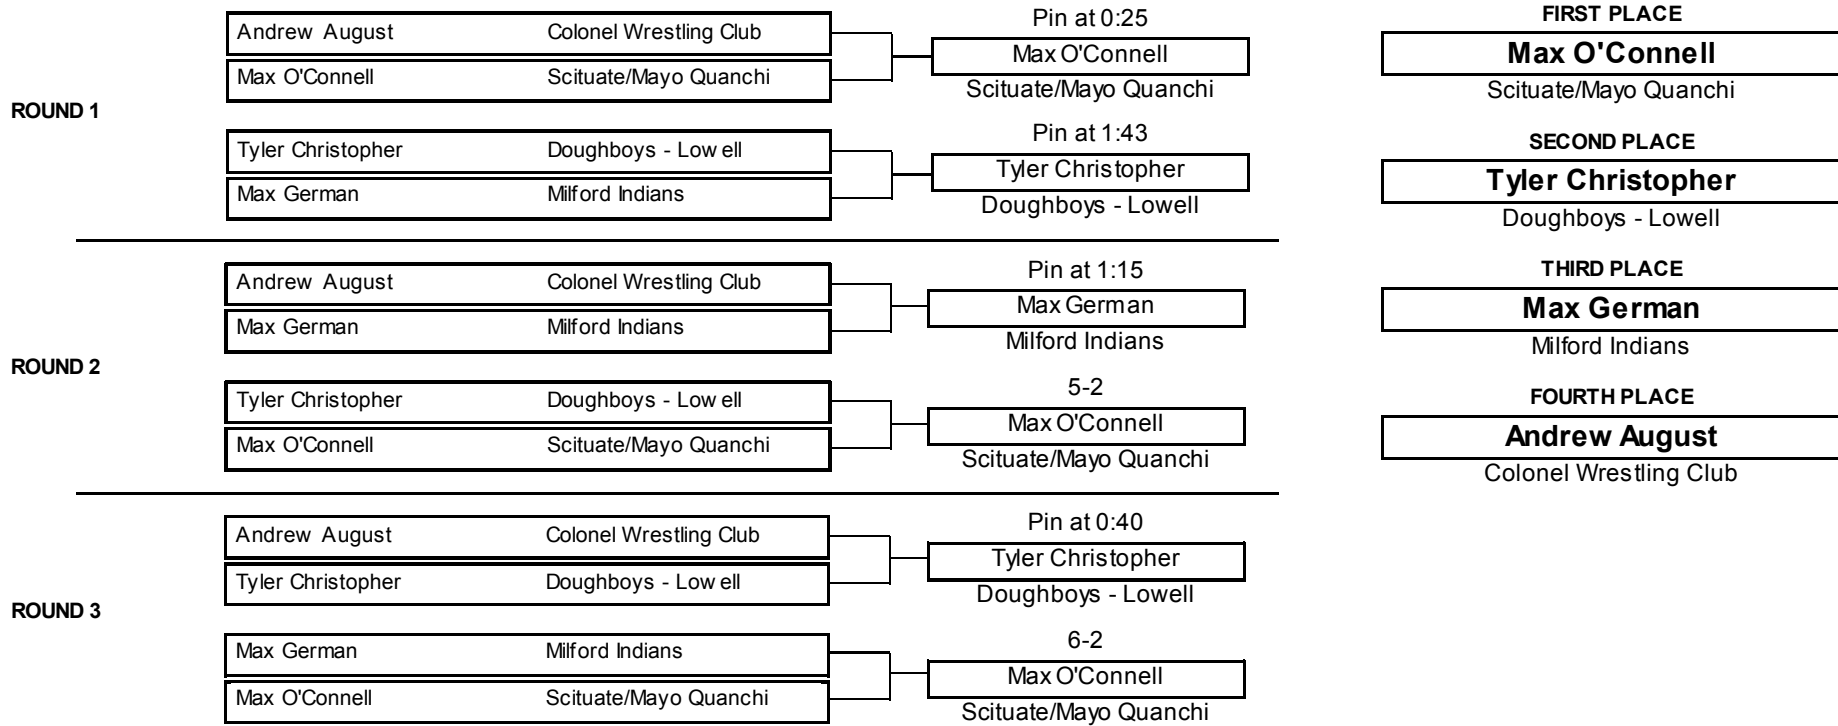 ROUND 1
Andrew August Colonel Wrestling Club
Max O'Connell Scituate/Mayo Quanchi
Pin at 0:25
Max O'Connell
Scituate/Mayo Quanchi
Tyler Christopher Doughboys - Lowell
Max German Milford Indians
Pin at 1:43
Tyler Christopher
Doughboys - Lowell
ROUND 2
Andrew August Colonel Wrestling Club
Max German Milford Indians
Pin at 1:15
Max German
Milford Indians
Tyler Christopher Doughboys - Lowell
Max O'Connell Scituate/Mayo Quanchi
5-2
Max O'Connell
Scituate/Mayo Quanchi
ROUND 3
Andrew August Colonel Wrestling Club
Tyler Christopher Doughboys - Lowell
Pin at 0:40
Tyler Christopher
Doughboys - Lowell
Max German Milford Indians
Max O'Connell Scituate/Mayo Quanchi
6-2
Max O'Connell
Scituate/Mayo Quanchi
FIRST PLACE
Max O'Connell
Scituate/Mayo Quanchi
SECOND PLACE
Tyler Christopher
Doughboys - Lowell
THIRD PLACE
Max German
Milford Indians
FOURTH PLACE
Andrew August
Colonel Wrestling Club